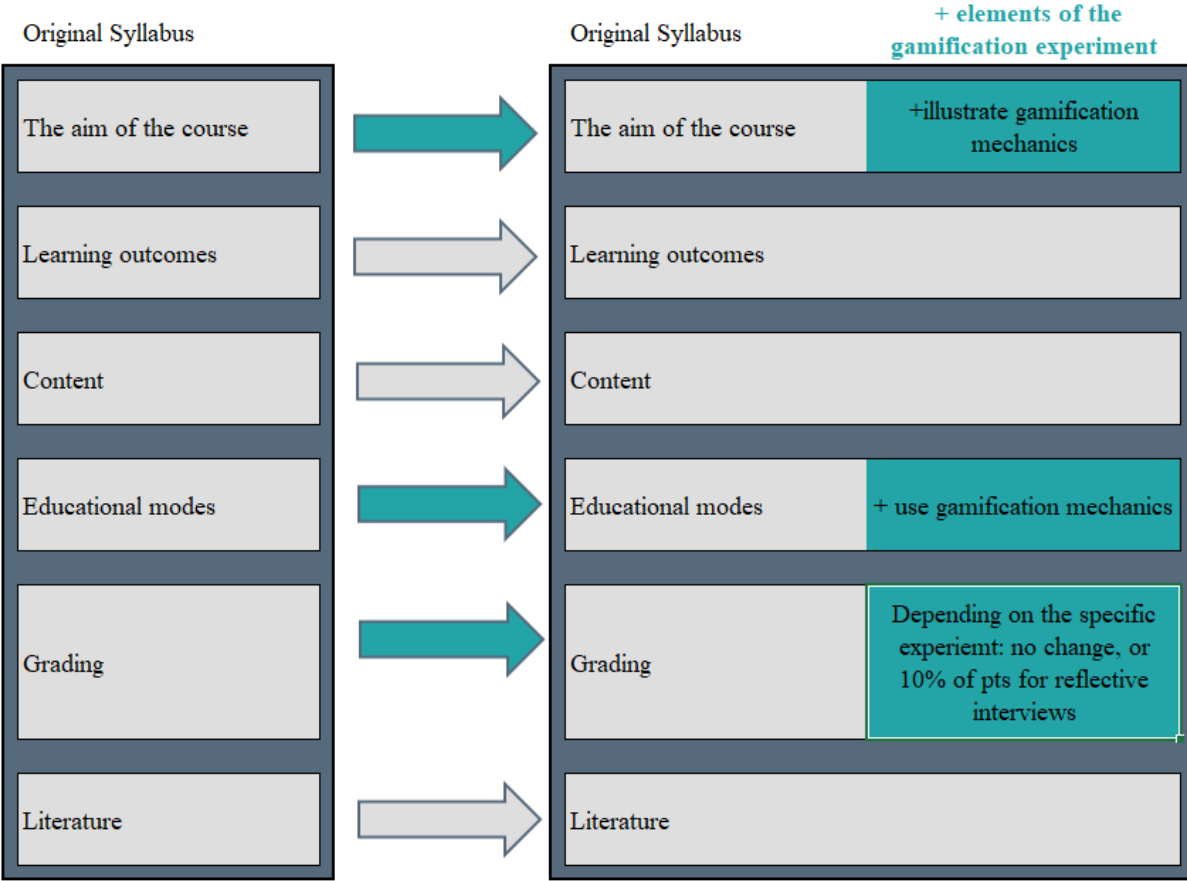 Original Syllabus
The aim of the course
Learning outcomes
Content
Educational modes
Grading
Literature
Original Syllabus
+ elements of the
gamification experiment
The aim of the course
+illustrate gamification
mechanics
Learning outcomes
Content
Educational modes
+ use gamification mechanics
Grading
Depending on the specific
experiemt: no change, or
10% of pts for reflective
interviews
Literature